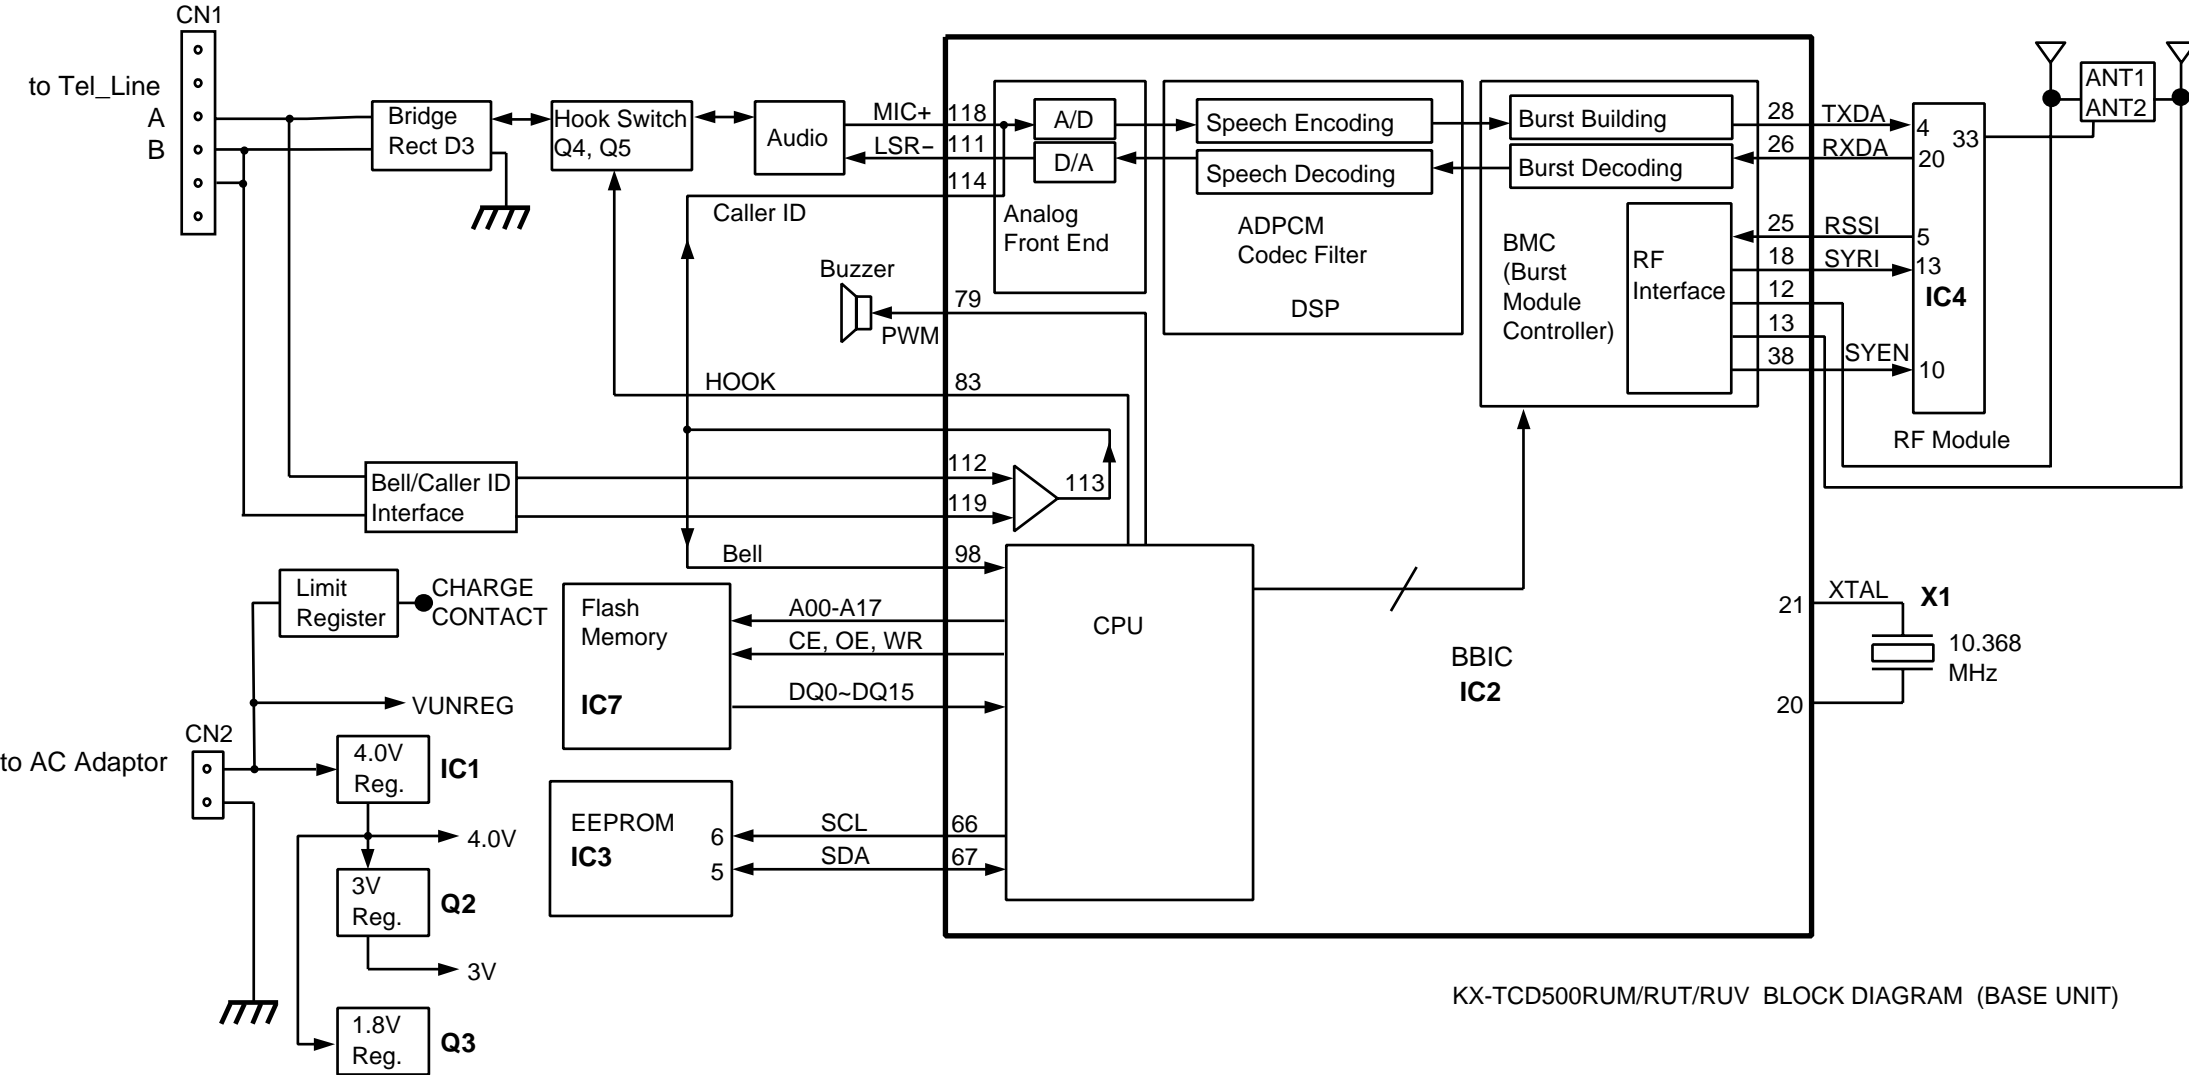 CN1
to Tel_Line
A
B
Bridge
Rect D3
Hook Switch
Q4, Q5
Audio
MIC+
118
LSR-
111
114
Caller ID
A/D
D/A
Analog
Front End
Speech Encoding
Speech Decoding
ADPCM
Codec Filter
DSP
Burst Building
Burst Decoding
BMC
(Burst
Module
Controller)
RF
Interface
28
TXDA
26
RXDA
25
RSSI
18
SYRI
12
13
38
SYEN
4
33
20
5
13
IC4
10
RF Module
ANT1
ANT2
Buzzer
79
PWM
HOOK
83
Bell/Caller ID
Interface
112
119
113
Bell
98
Limit
Register
CHARGE
CONTACT
VUNREG
Flash
Memory
IC7
A00-A17
CE, OE, WR
DQ0~DQ15
CPU
BBIC
IC2
21
XTAL
X1
10.368
MHz
20
CN2
to AC Adaptor
4.0V
Reg.
IC1
4.0V
3V
Reg.
Q2
3V
1.8V
Reg.
Q3
EEPROM
IC3
6
5
SCL
66
SDA
67
KX-TCD500RUM/RUT/RUV BLOCK DIAGRAM (BASE UNIT)